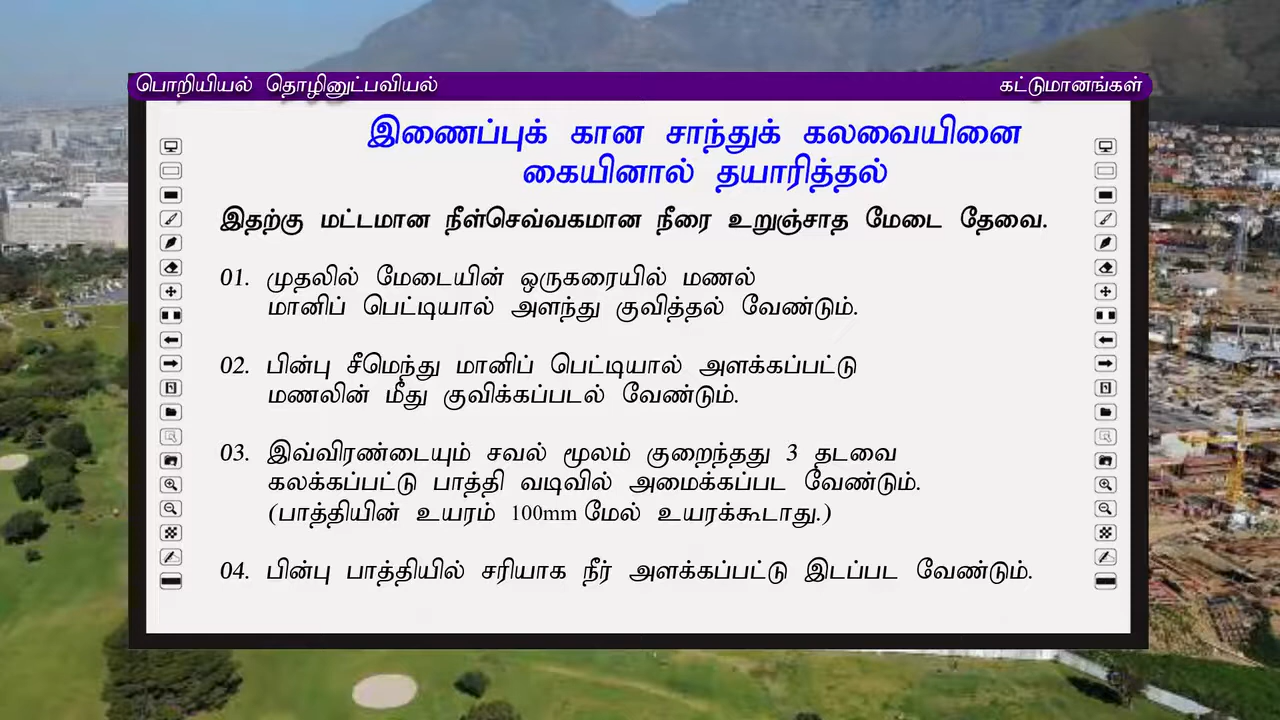 பொறியியல் தொழினுட்பவியல்
கட்டுமானங்கள்
இணைப்புக் கான சாந்துக் கலவையினை
கையினால் தயாரித்தல்
இதற்கு மட்டமான நீள்செவ்வகமான நீரை உறுஞ்சாத மேடை தேவை.
01. முதலில் மேடையின் ஒருகரையில் மணல்
மானிப் பெட்டியால் அளந்து குவித்தல் வேண்டும்.
02. பின்பு சீமெந்து மானிப் பெட்டியால் அளக்கப்பட்டு
மணலின் மீது குவிக்கப்படல் வேண்டும்.
03. இவ்விரண்டையும் சவல் மூலம் குறைந்தது 3 தடவை
கலக்கப்பட்டு பாத்தி வடிவில் அமைக்கப்பட வேண்டும்.
(பாத்தியின் உயரம் 100mm மேல் உயரக்கூடாது.)
04. பின்பு பாத்தியில் சரியாக நீர் அளக்கப்பட்டு இடப்பட வேண்டும்.